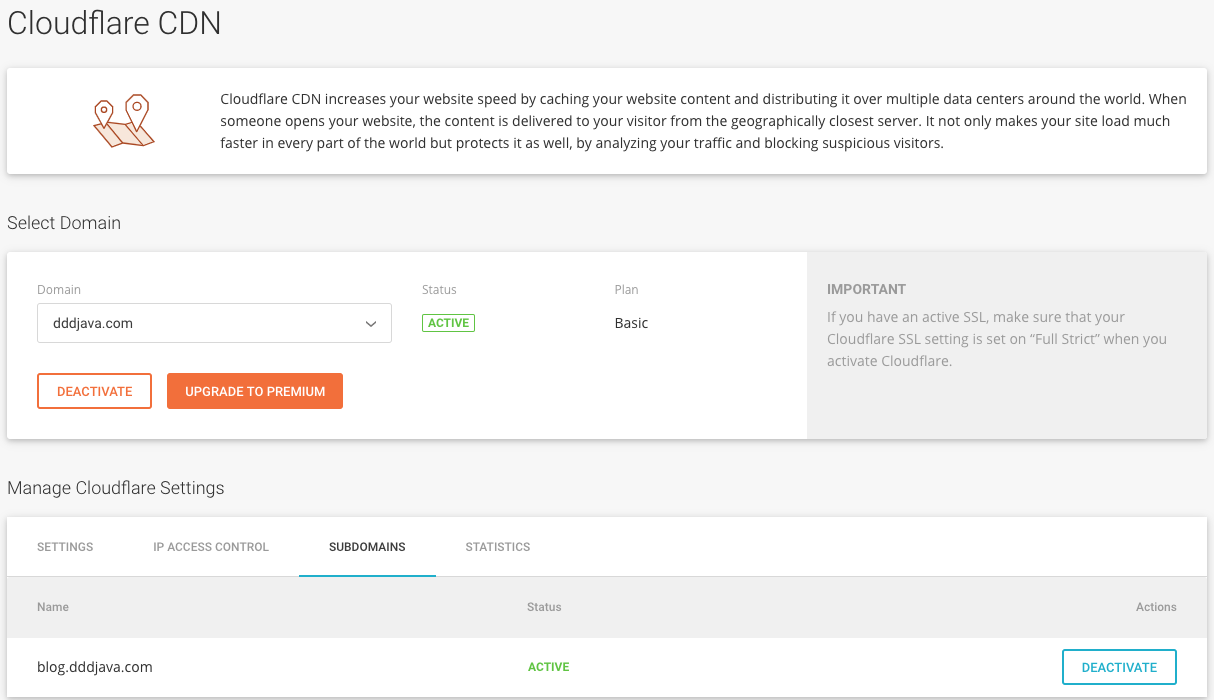 Cloudflare CDN
Cloudflare CDN increases your website speed by caching your website content and distributing it over multiple data centers around the world. When
someone opens your website, the content is delivered to your visitor from the geographically closest server. It not only makes your site load much
faster in every part of the world but protects it as well, by analyzing your traffic and blocking suspicious visitors.
Select Domain
Domain Status Plan
dddjava.com ACTIVE Basic
DEACTIVATE UPGRADE TO PREMIUM
IMPORTANT
If you have an active SSL, make sure that your
Cloudflare SSL setting is set on “Full Strict” when you
activate Cloudflare.
Manage Cloudflare Settings
SETTINGS IP ACCESS CONTROL SUBDOMAINS STATISTICS
Name Status Actions
blog.dddjava.com ACTIVE DEACTIVATE